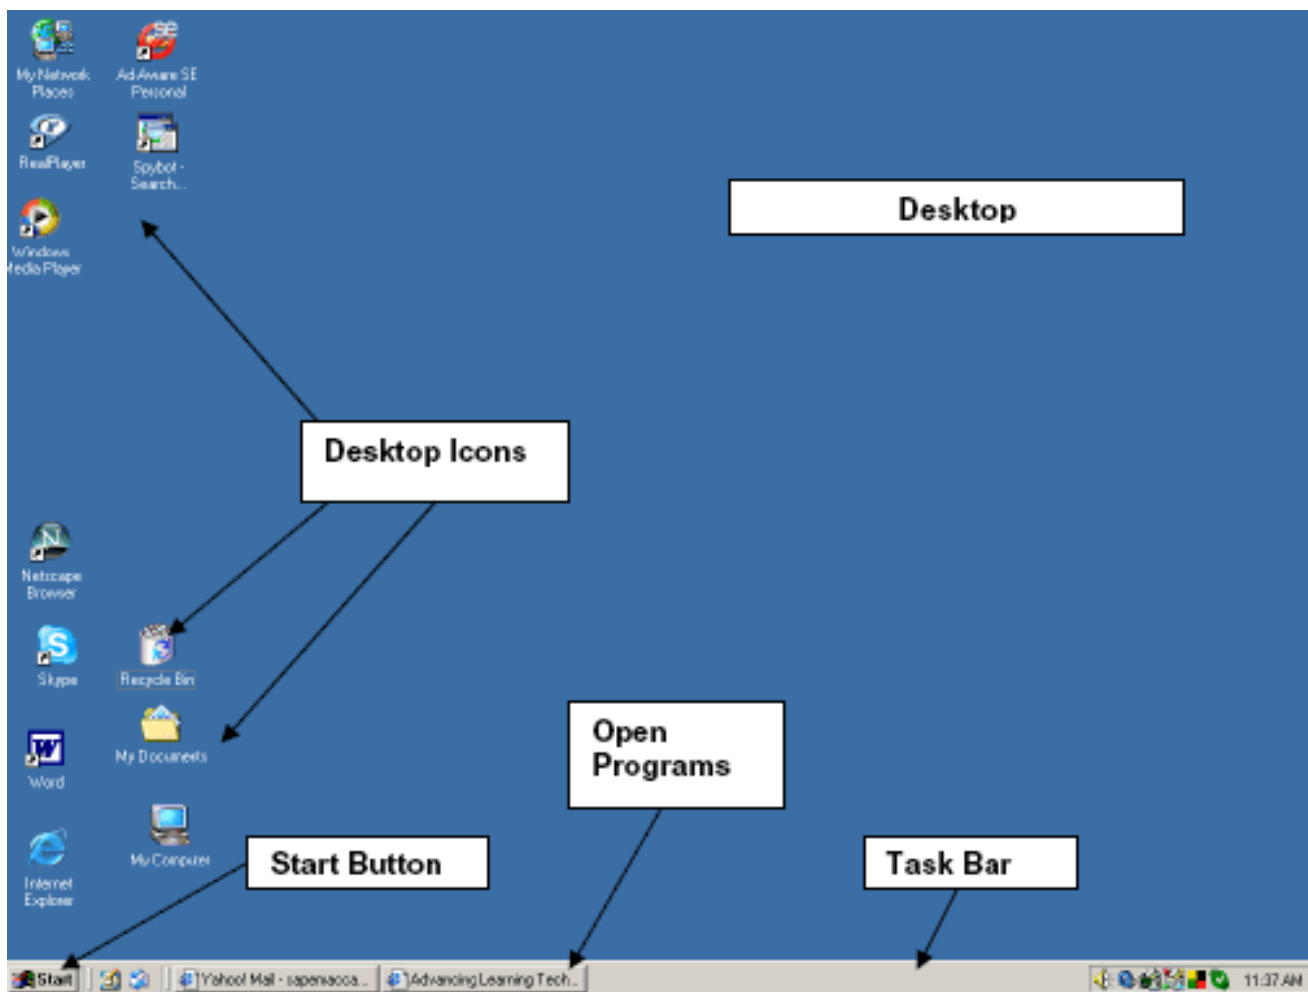 My Network
Places
Ad-Aware SE
Personal
RealPlayer
Spybot -
Search...
Windows
Media Player
Desktop
Desktop Icons
Netscape
Browser
Skype
Recycle Bin
Open
Programs
My Documents
Word
My Computer
Start Button
Task Bar
Internet
Explorer
Start
Yahoo! Mail -
Advancing Learning Tech...
11:37 AM